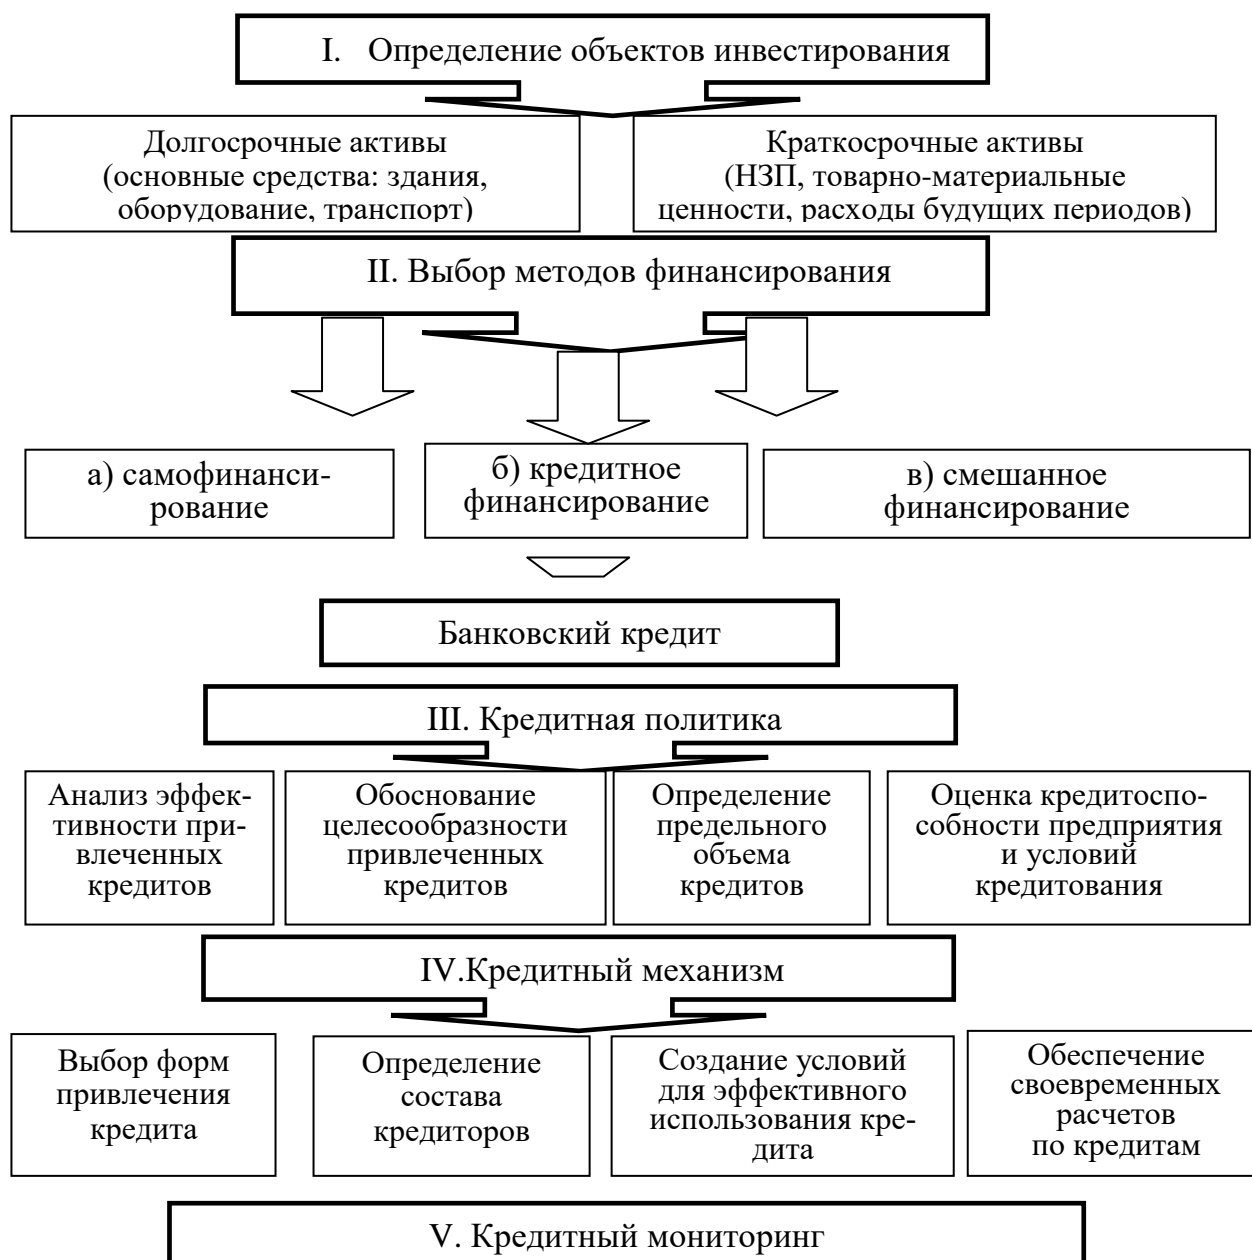 I. Определение объектов инвестирования
Долгосрочные активы
(основные средства: здания,
оборудование, транспорт)
Краткосрочные активы
(НЗП, товарно-материальные
ценности, расходы будущих периодов)
II. Выбор методов финансирования
а) самофинанси-
рование
б) кредитное
финансирование
в) смешанное
финансирование
Банковский кредит
III. Кредитная политика
Анализ эффек-
тивности при-
влеченных
кредитов
Обоснование
целесообразности
привлеченных
кредитов
Определение
предельного
объема
кредитов
Оценка кредитоспо-
собности предприятия
и условий
кредитования
IV.Кредитный механизм
Выбор форм
привлечения
кредита
Определение
состава
кредиторов
Создание условий
для эффективного
использования кре-
дита
Обеспечение
своевременных
расчетов
по кредитам
V. Кредитный мониторинг